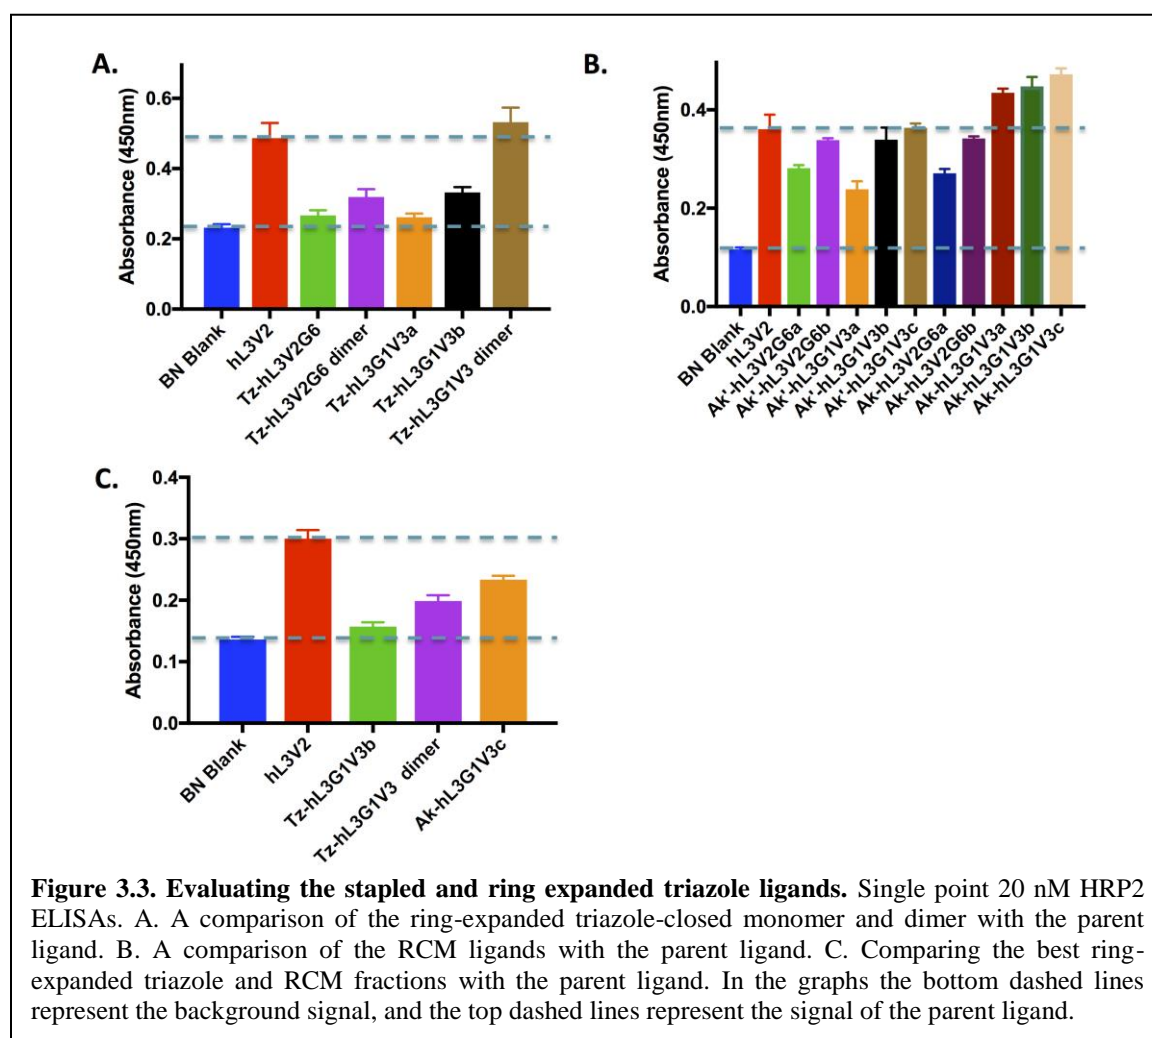 A.
Absorbance (450nm)
0.6
0.4
0.2
0.0
BN Blank
hL3V2
Tz-hL3V2G6
Tz-hL3V2G6 dimer
Tz-hL3G1V3a
Tz-hL3G1V3b
Tz-hL3G1V3 dimer
B.
Absorbance (450nm)
0.4
0.2
0.0
BN Blank
hL3V2
Ak'-hL3V2G6a
Ak'-hL3V2G6b
Ak'-hL3G1V3a
Ak'-hL3G1V3b
Ak'-hL3G1V3c
Ak-hL3V2G6a
Ak-hL3V2G6b
Ak-hL3G1V3a
Ak-hL3G1V3b
Ak-hL3G1V3c
C.
Absorbance (450nm)
0.4
0.3
0.2
0.1
0.0
BN Blank
hL3V2
Tz-hL3G1V3b
Tz-hL3G1V3 dimer
Ak-hL3G1V3c
Figure 3.3. Evaluating the stapled and ring expanded triazole ligands. Single point 20 nM HRP2
ELISAs. A. A comparison of the ring-expanded triazole-closed monomer and dimer with the parent
ligand. B. A comparison of the RCM ligands with the parent ligand. C. Comparing the best ring-
expanded triazole and RCM fractions with the parent ligand. In the graphs the bottom dashed lines
represent the background signal, and the top dashed lines represent the signal of the parent ligand.